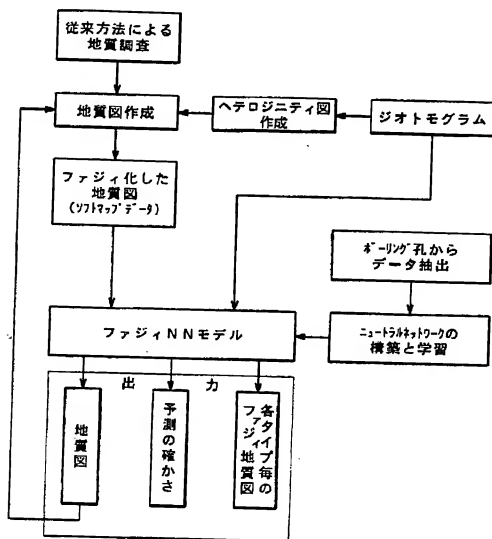 従来方法による
地質調査
地質図作成
ヘテロジニティ図
作成
ジオトモグラム
ファジィ化した
地質図
(ソフトマップデータ)
ボーリング孔から
データ抽出
ファジィNNモデル
ニュートラルネットワークの
構築と学習
出力
地質図
予測の確かさ
各タイプ毎の
ファジィ地質図